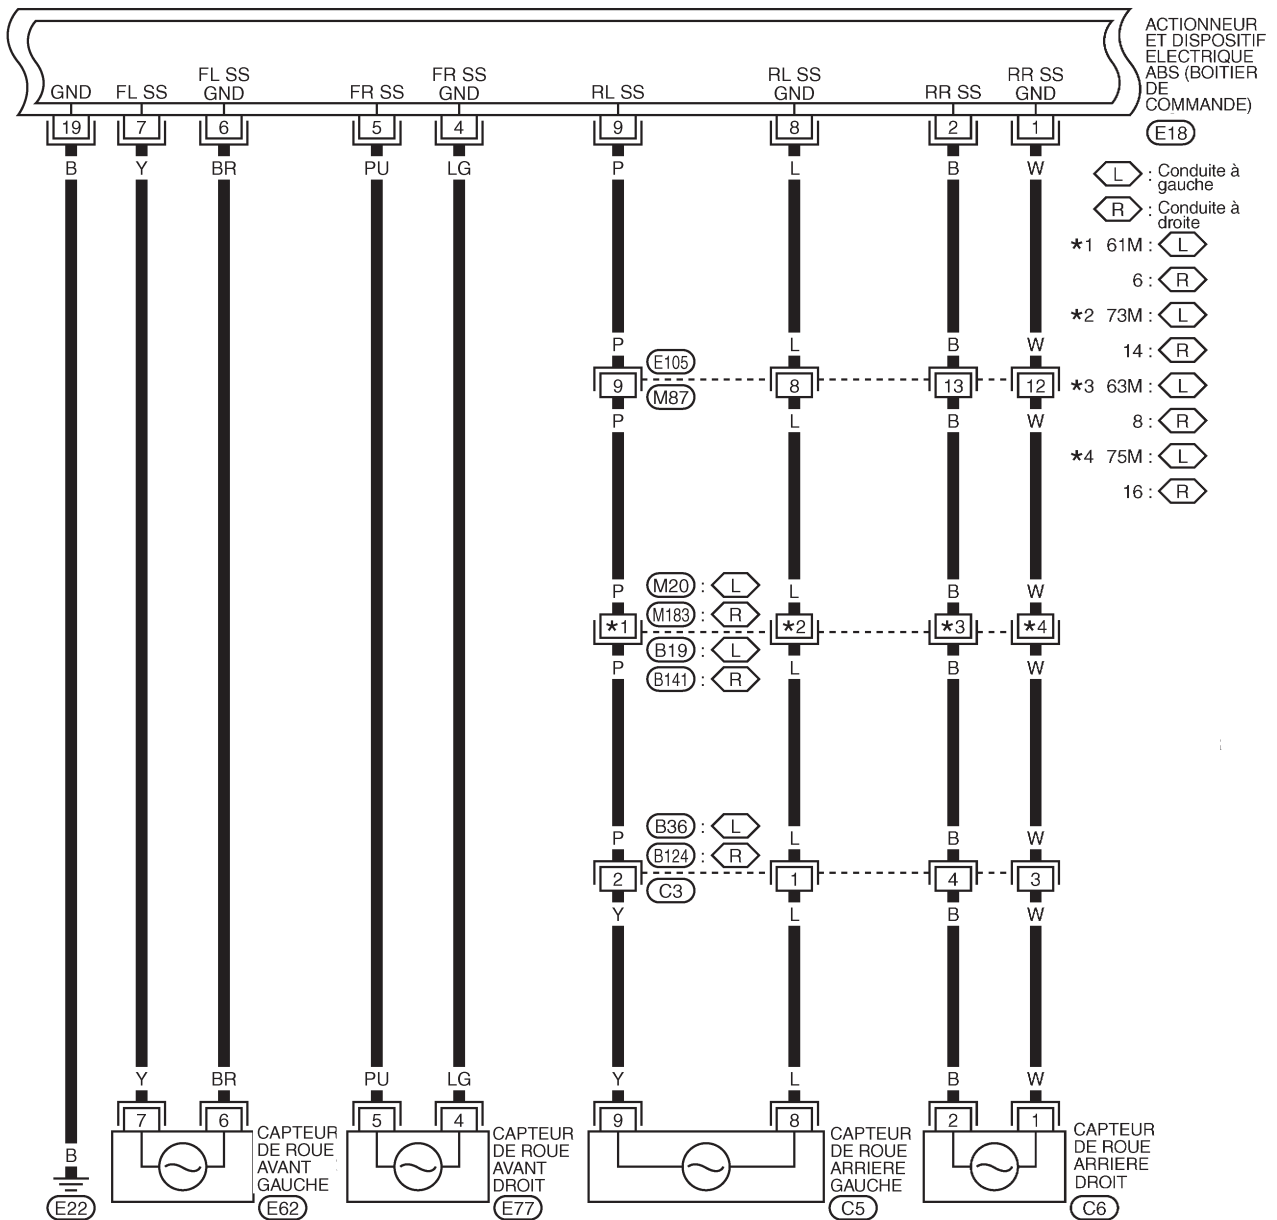 ACTIONNEUR
ET DISPOSITIF
ELECTRIQUE
ABS (BOITIER
DE
COMMANDE)
E18
FL SS FR SS RL SS RR SS
GND FL SS GND FR SS GND RL SS GND RR SS GND
19 7 6 5 4 9 8 2 1
B Y BR PU LG P L B W
L : Conduite à
gauche
R : Conduite à
droite
*1 61M : L
6 : R
*2 73M : L
14 : R
*3 63M : L
8 : R
*4 75M : L
16 : R
P L B W
E105
9 8 13 12
M87
P L B W
M20 : L
P L B W
M183 : R
*1 *2 *3 *4
B19 : L
P L B W
B141 : R
B36 : L
P L B W
B124 : R
2 1 4 3
C3
Y L B W
Y BR PU LG Y L B W
7 6 5 4 9 8 2 1
B
E22
CAPTEUR
DE ROUE
AVANT
GAUCHE
E62
CAPTEUR
DE ROUE
AVANT
DROIT
E77
CAPTEUR
DE ROUE
ARRIERE
GAUCHE
C5
CAPTEUR
DE ROUE
ARRIERE
DROIT
C6